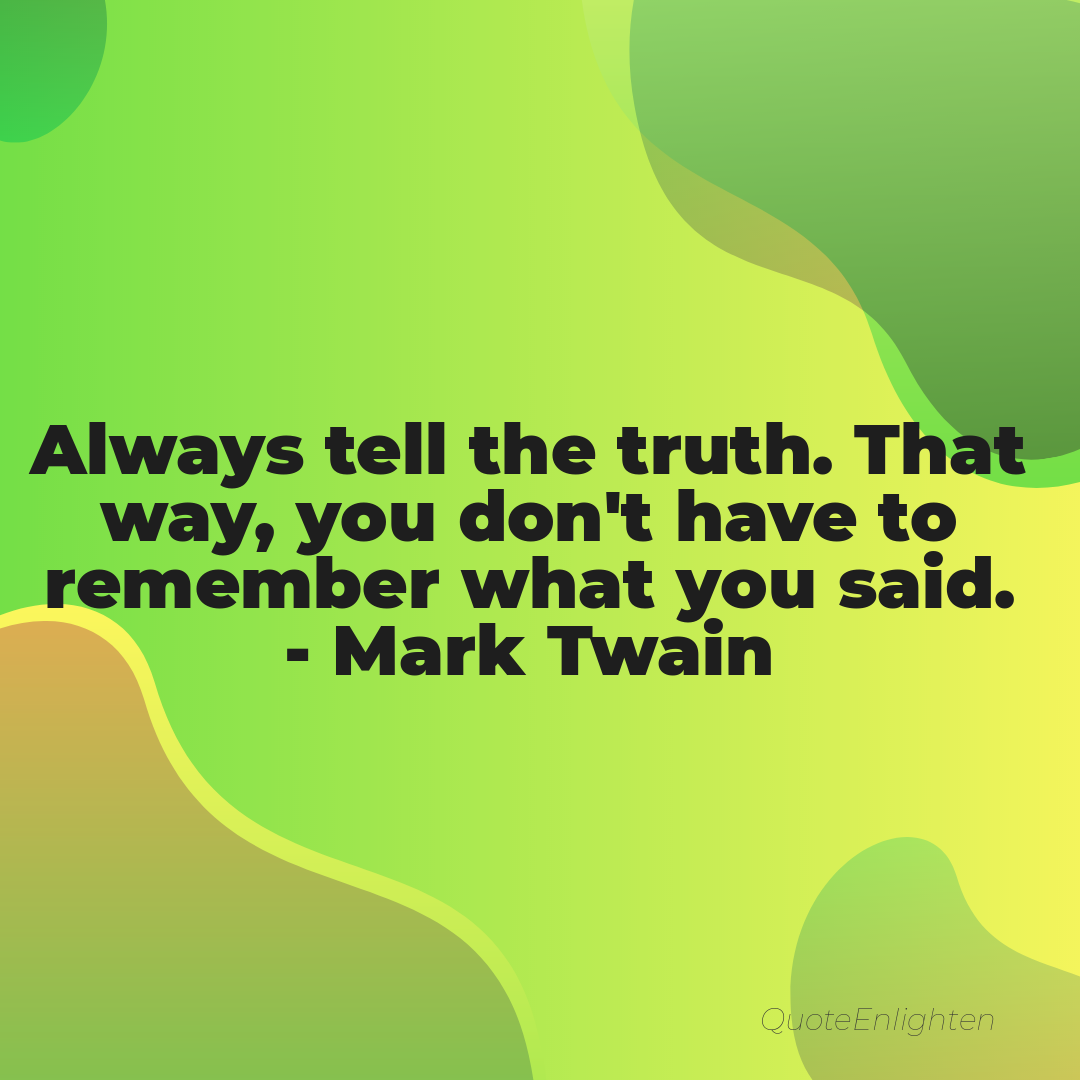 Always tell the truth. That
way, you don't have to
remember what you said.
- Mark Twain
QuoteEnlighten